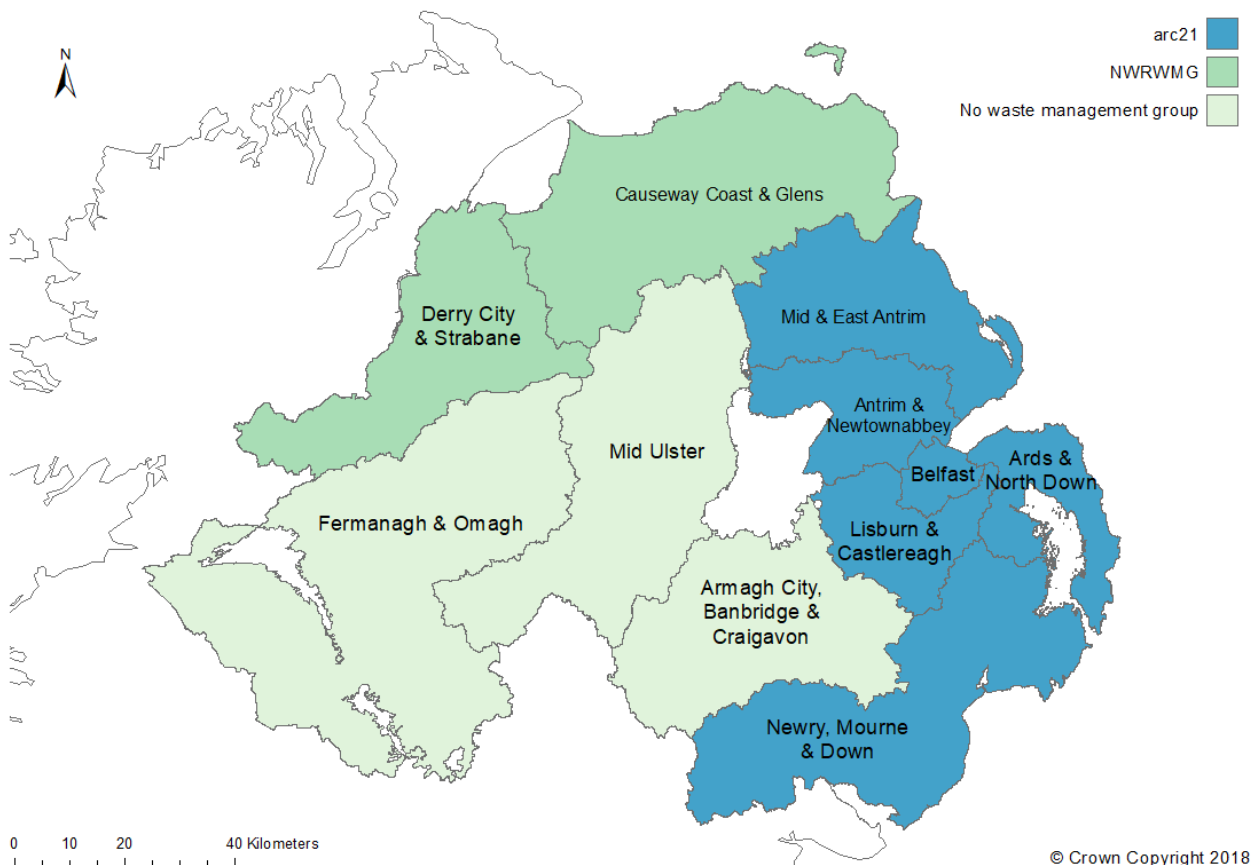 N
arc21
NWRWMG
No waste management group
Causeway Coast & Glens
Derry City
& Strabane
Mid & East Antrim
Antrim &
Newtownabbey
Mid Ulster
Belfast
Ards &
North Down
Fermanagh & Omagh
Lisburn &
Castlereagh
Armagh City,
Banbridge &
Craigavon
Newry, Mourne
& Down
0 10 20 40 Kilometers
© Crown Copyright 2018